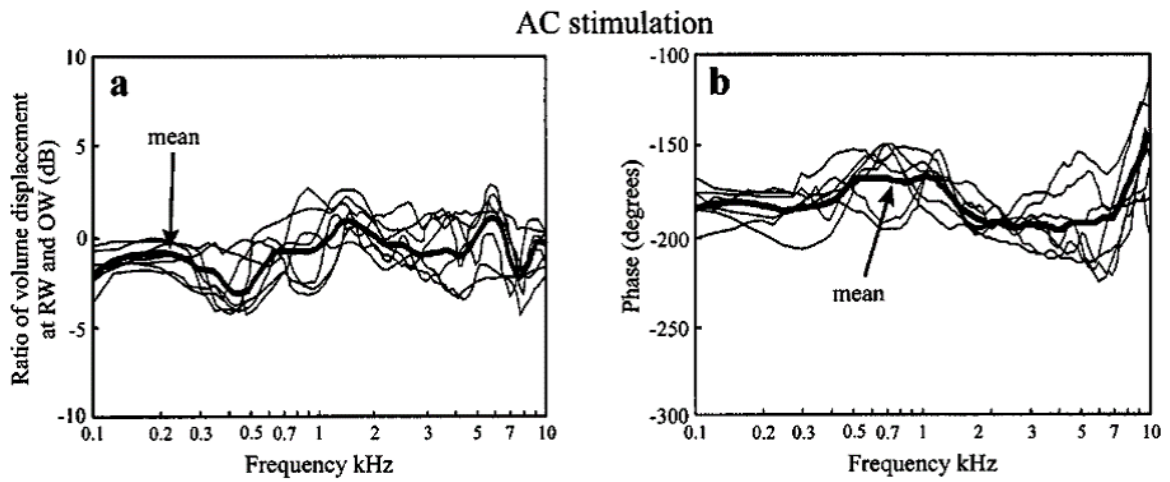 AC stimulation
a
mean
Ratio of volume displacement
at RW and OW (dB)
10
5
0
-5
-10
0.1 0.2 0.3 0.5 0.7 1 2 3 5 7 10
Frequency kHz
b
mean
Phase (degrees)
-100
-150
-200
-250
-300
0.1 0.2 0.3 0.5 0.7 1 2 3 5 7 10
Frequency kHz